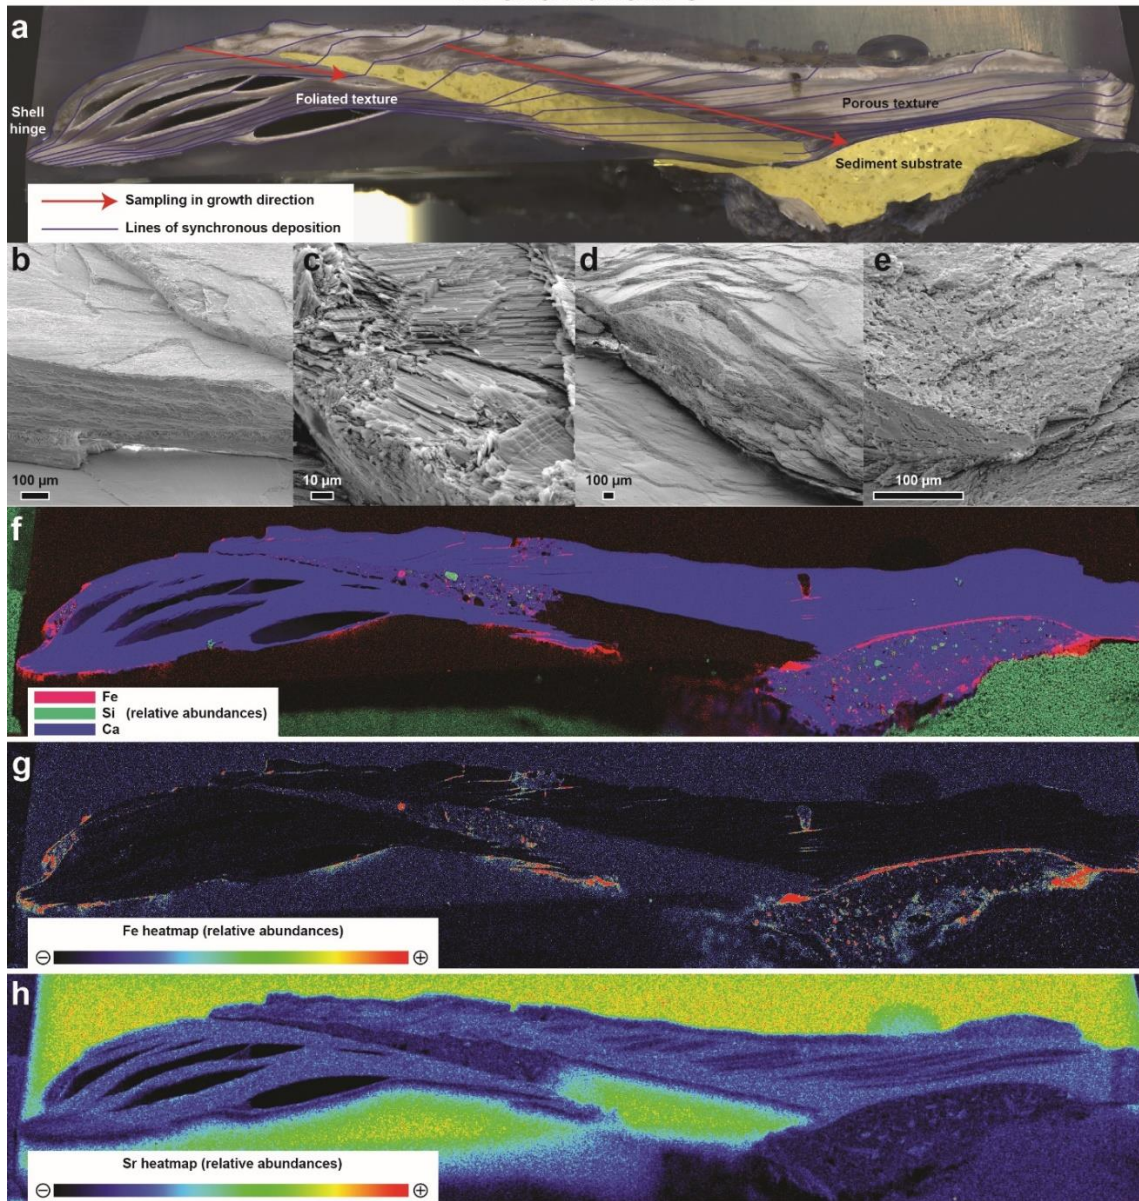 a
Shell
hinge
Foliated texture
Porous texture
Sediment substrate
Sampling in growth direction
Lines of synchronous deposition
b
100 µm
c
10 µm
d
100 µm
e
100 µm
f
Fe
Si (relative abundances)
Ca
g
Fe heatmap (relative abundances)
⊖ ⊕
h
Sr heatmap (relative abundances)
⊖ ⊕